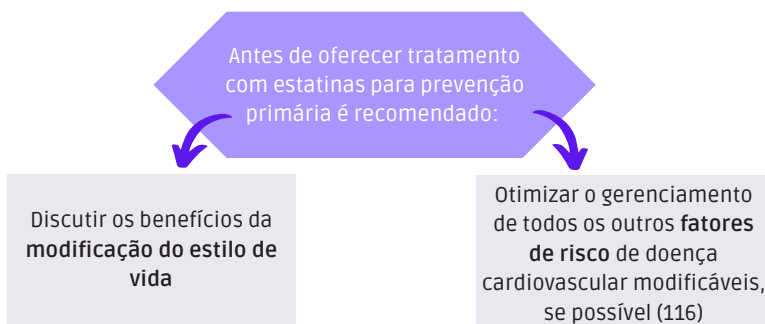 Antes de oferecer tratamento
com estatinas para prevenção
primária é recomendado:
Discutir os benefícios da
modificação do estilo de
vida
Otimizar o gerenciamento
de todos os outros fatores
de risco de doença
cardiovascular modificáveis,
se possível (116)